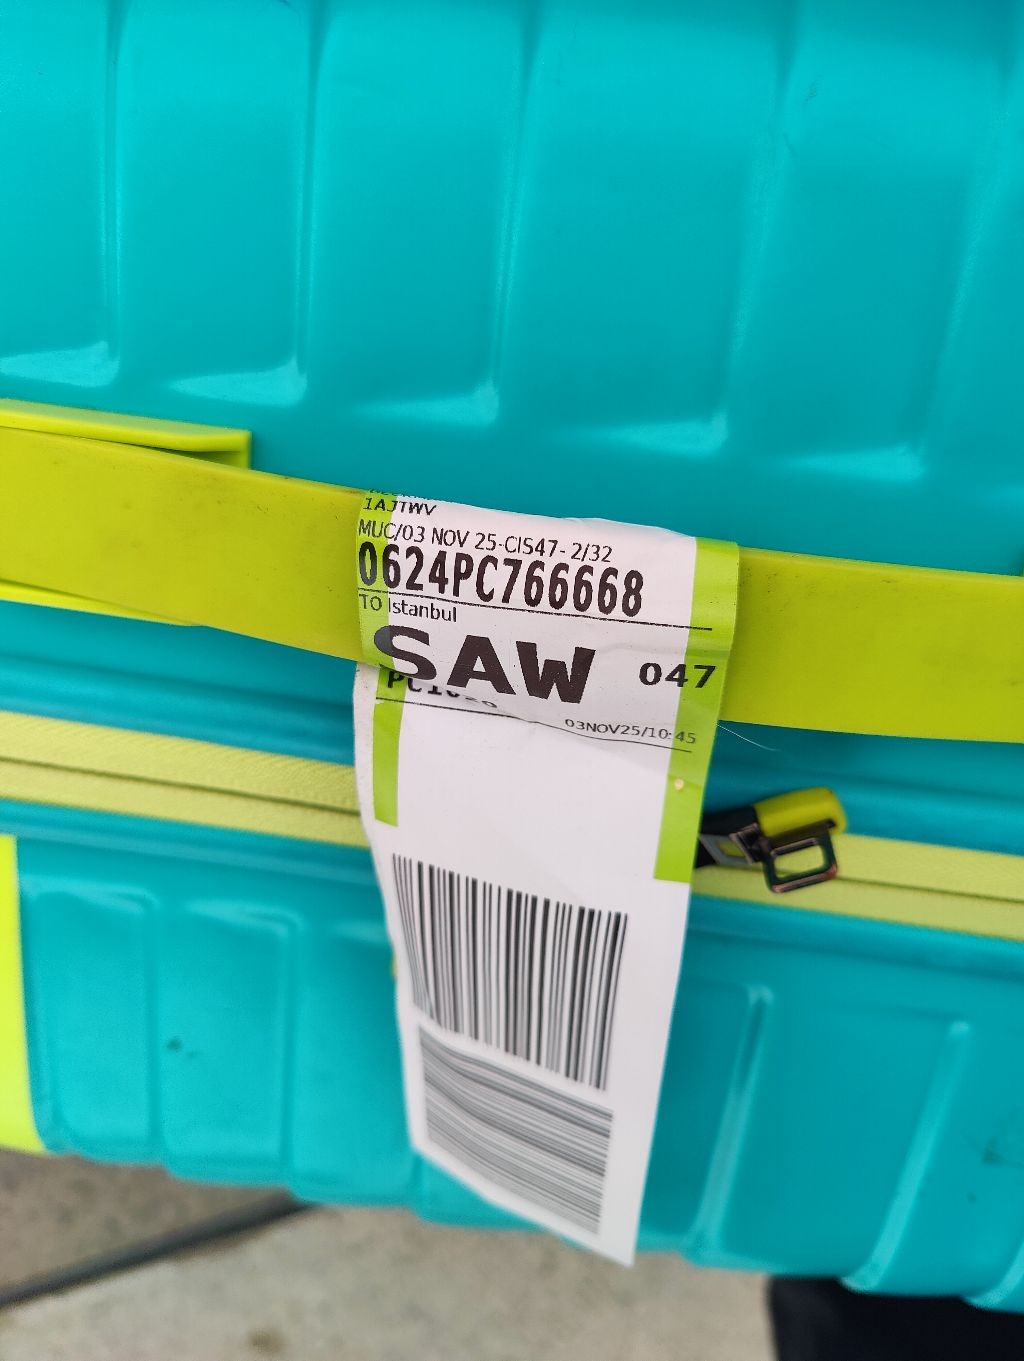 1AJTWV
MUC/03 NOV 25-CIS47- 2/32
0624PC766668
TO Istanbul
SAW 047
03NOV25/10:45